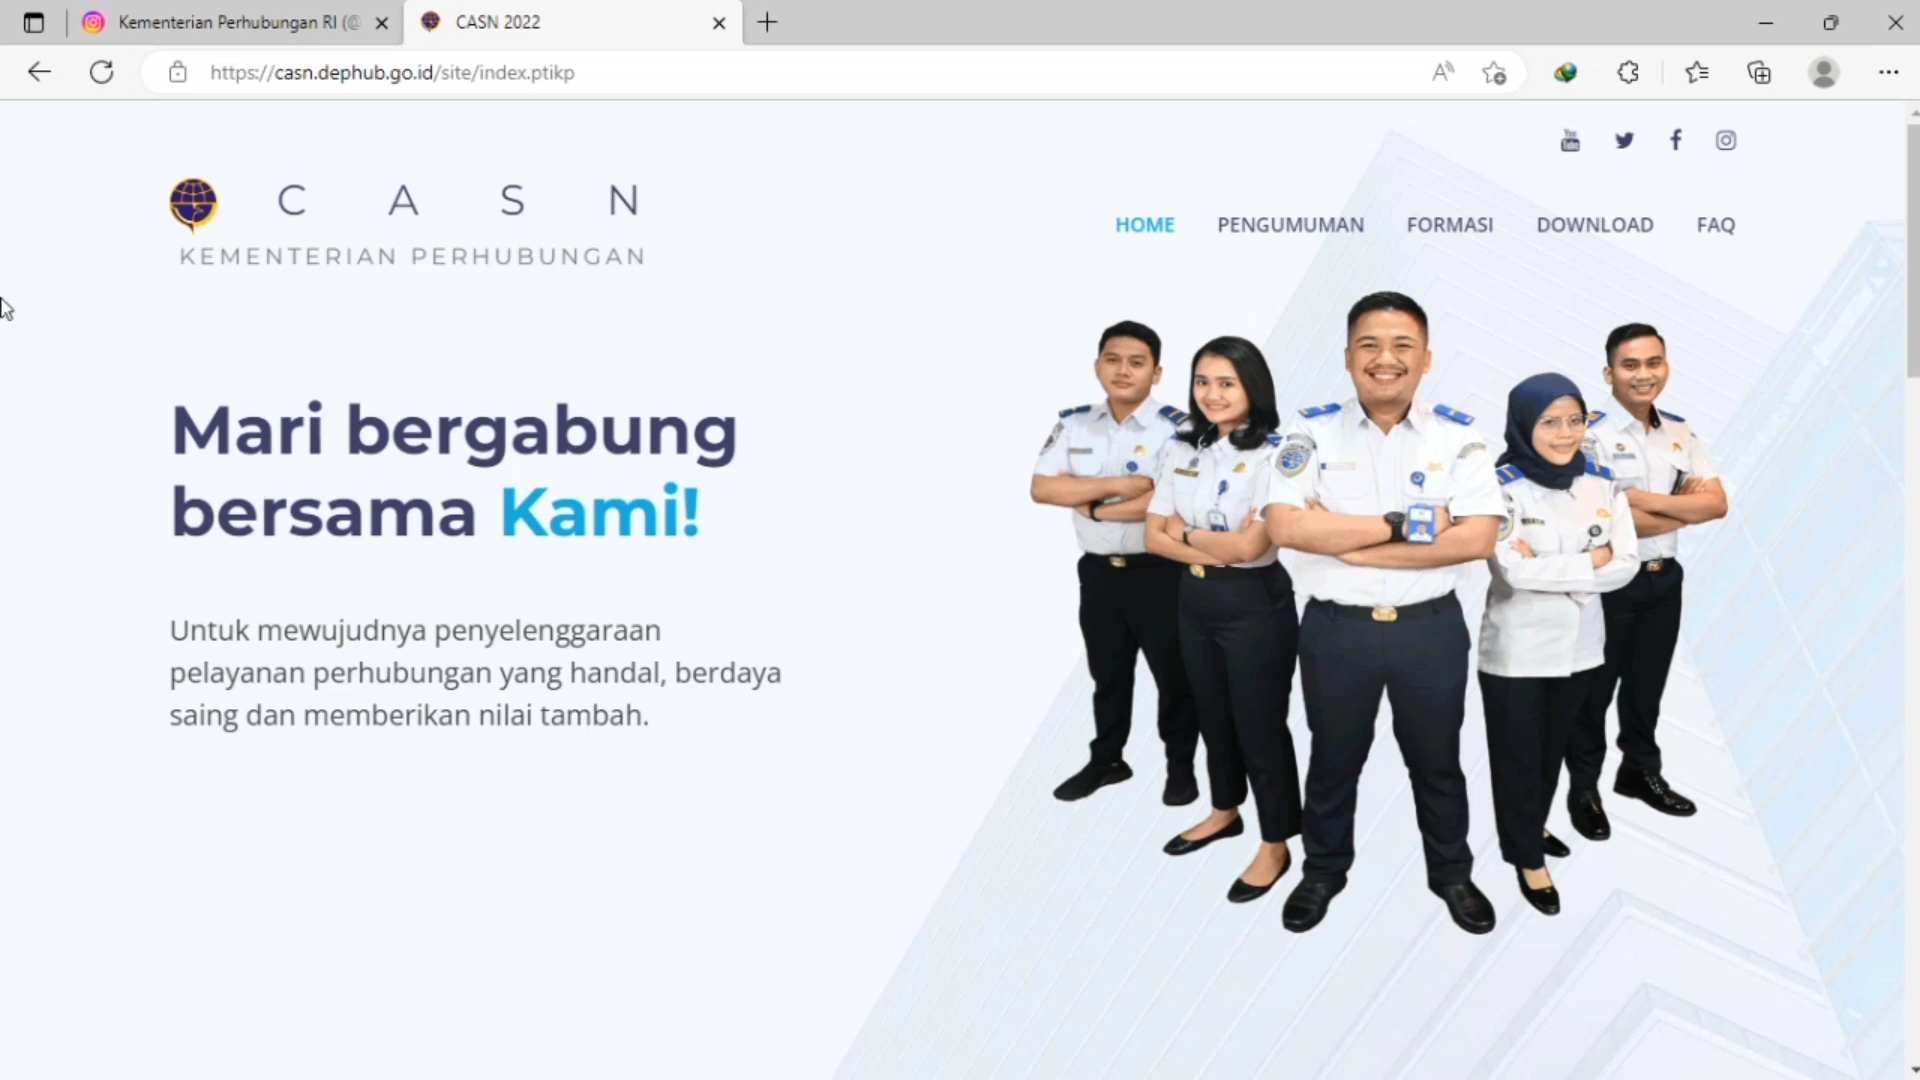 Kementerian Perhubungan RI (@
CASN 2022
https://casn.dephub.go.id/site/index.ptikp
C A S N
KEMENTERIAN PERHUBUNGAN
HOME PENGUMUMAN FORMASI DOWNLOAD FAQ
Mari bergabung
bersama Kami!
Untuk mewujudnya penyelenggaraan
pelayanan perhubungan yang handal, berdaya
saing dan memberikan nilai tambah.